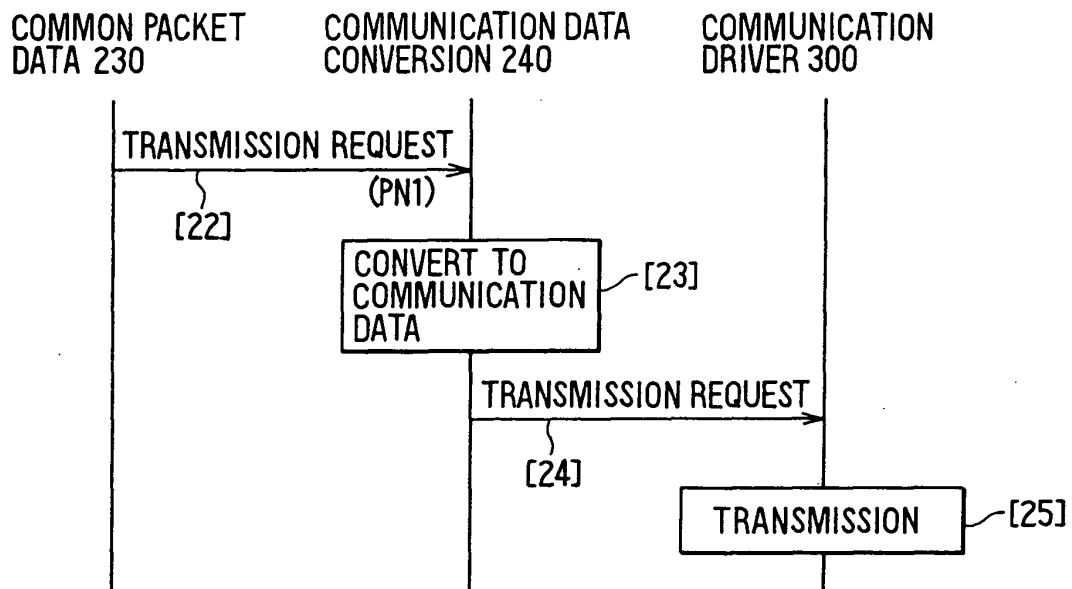 COMMON PACKET
DATA 230
COMMUNICATION DATA
CONVERSION 240
COMMUNICATION
DRIVER 300
TRANSMISSION REQUEST
(PN1)
[22]
CONVERT TO
COMMUNICATION
DATA
[23]
TRANSMISSION REQUEST
[24]
TRANSMISSION
[25]